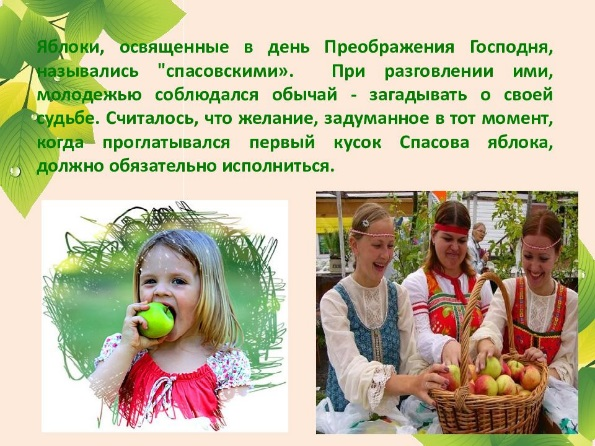 Яблоки, освященные в день Преображения Господня,
назывались "спасовскими». При разговлении ими,
молодежью соблюдался обычай - загадывать о своей
судьбе. Считалось, что желание, задуманное в тот момент,
когда проглатывался первый кусок Спасова яблока,
должно обязательно исполниться.